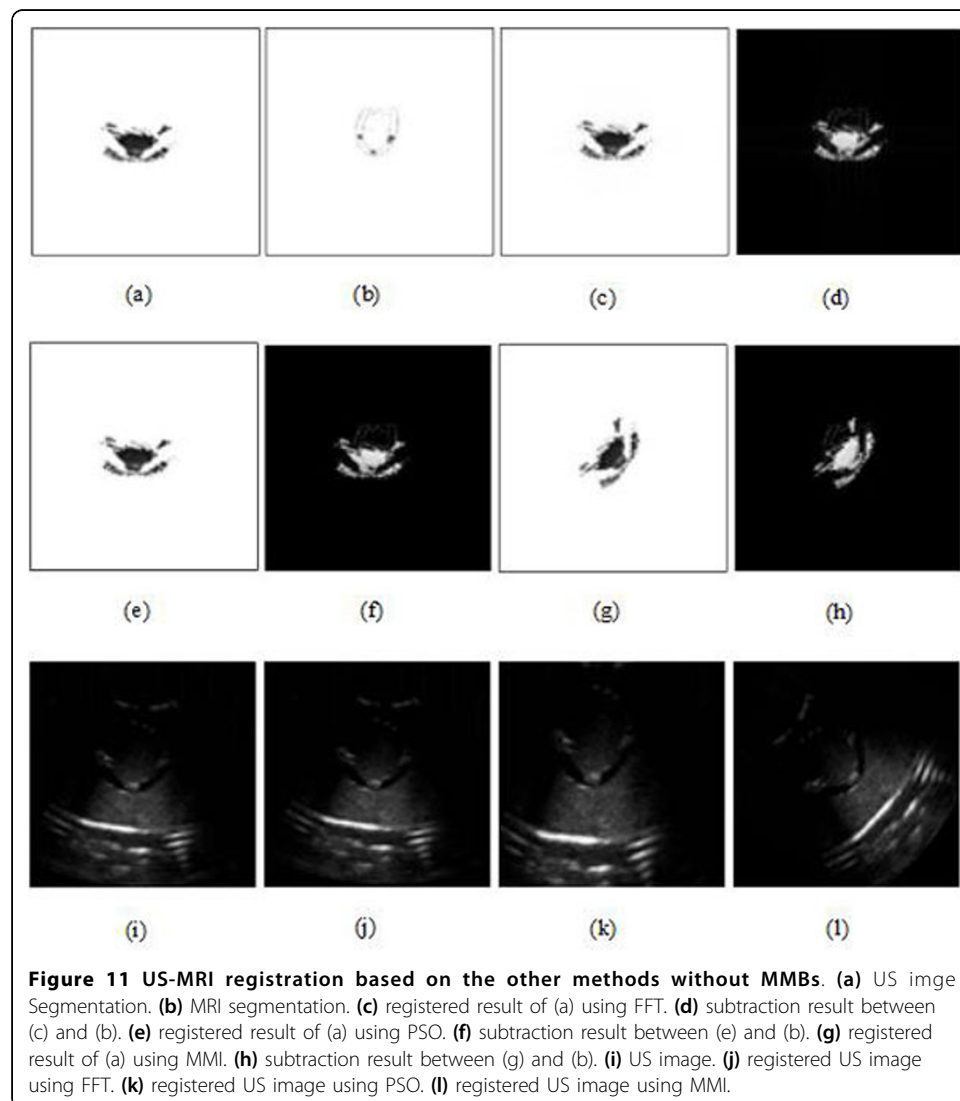 (a) (b) (c) (d)
(e) (f) (g) (h)
(i) (j) (k) (l)
Figure 11 US-MRI registration based on the other methods without MMBs. (a) US imge
Segmentation. (b) MRI segmentation. (c) registered result of (a) using FFT. (d) subtraction result between
(c) and (b). (e) registered result of (a) using PSO. (f) subtraction result between (e) and (b). (g) registered
result of (a) using MMI. (h) subtraction result between (g) and (b). (i) US image. (j) registered US image
using FFT. (k) registered US image using PSO. (l) registered US image using MMI.